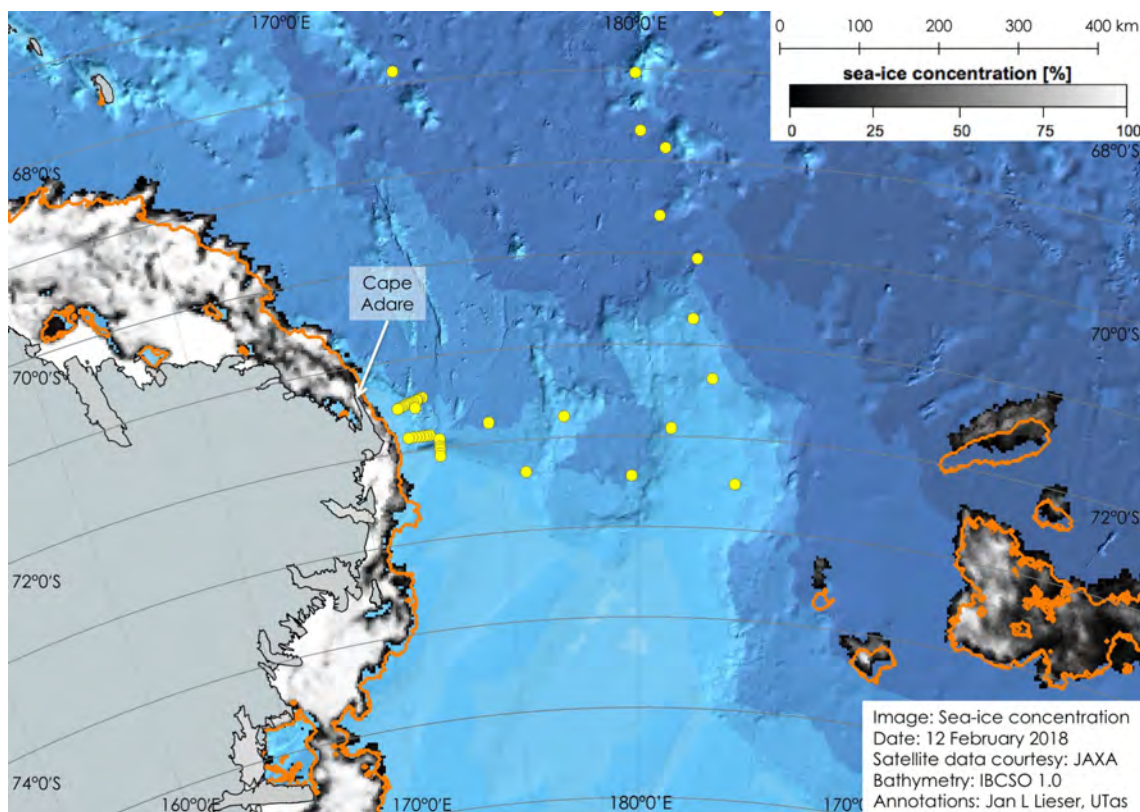 170°0'E
180°0'E
0 100 200 300 400 km
sea-ice concentration [%]
0 25 50 75 100
68°0'S
68°0'S
Cape
Adare
70°0'S
70°0'S
72°0'S
72°0'S
74°0'S
160°0'E
170°0'E
180°0'E
Image: Sea-ice concentration
Date: 12 February 2018
Satellite data courtesy: JAXA
Bathymetry: IBCSO 1.0
Annotations: Jan L Lieser, UTas